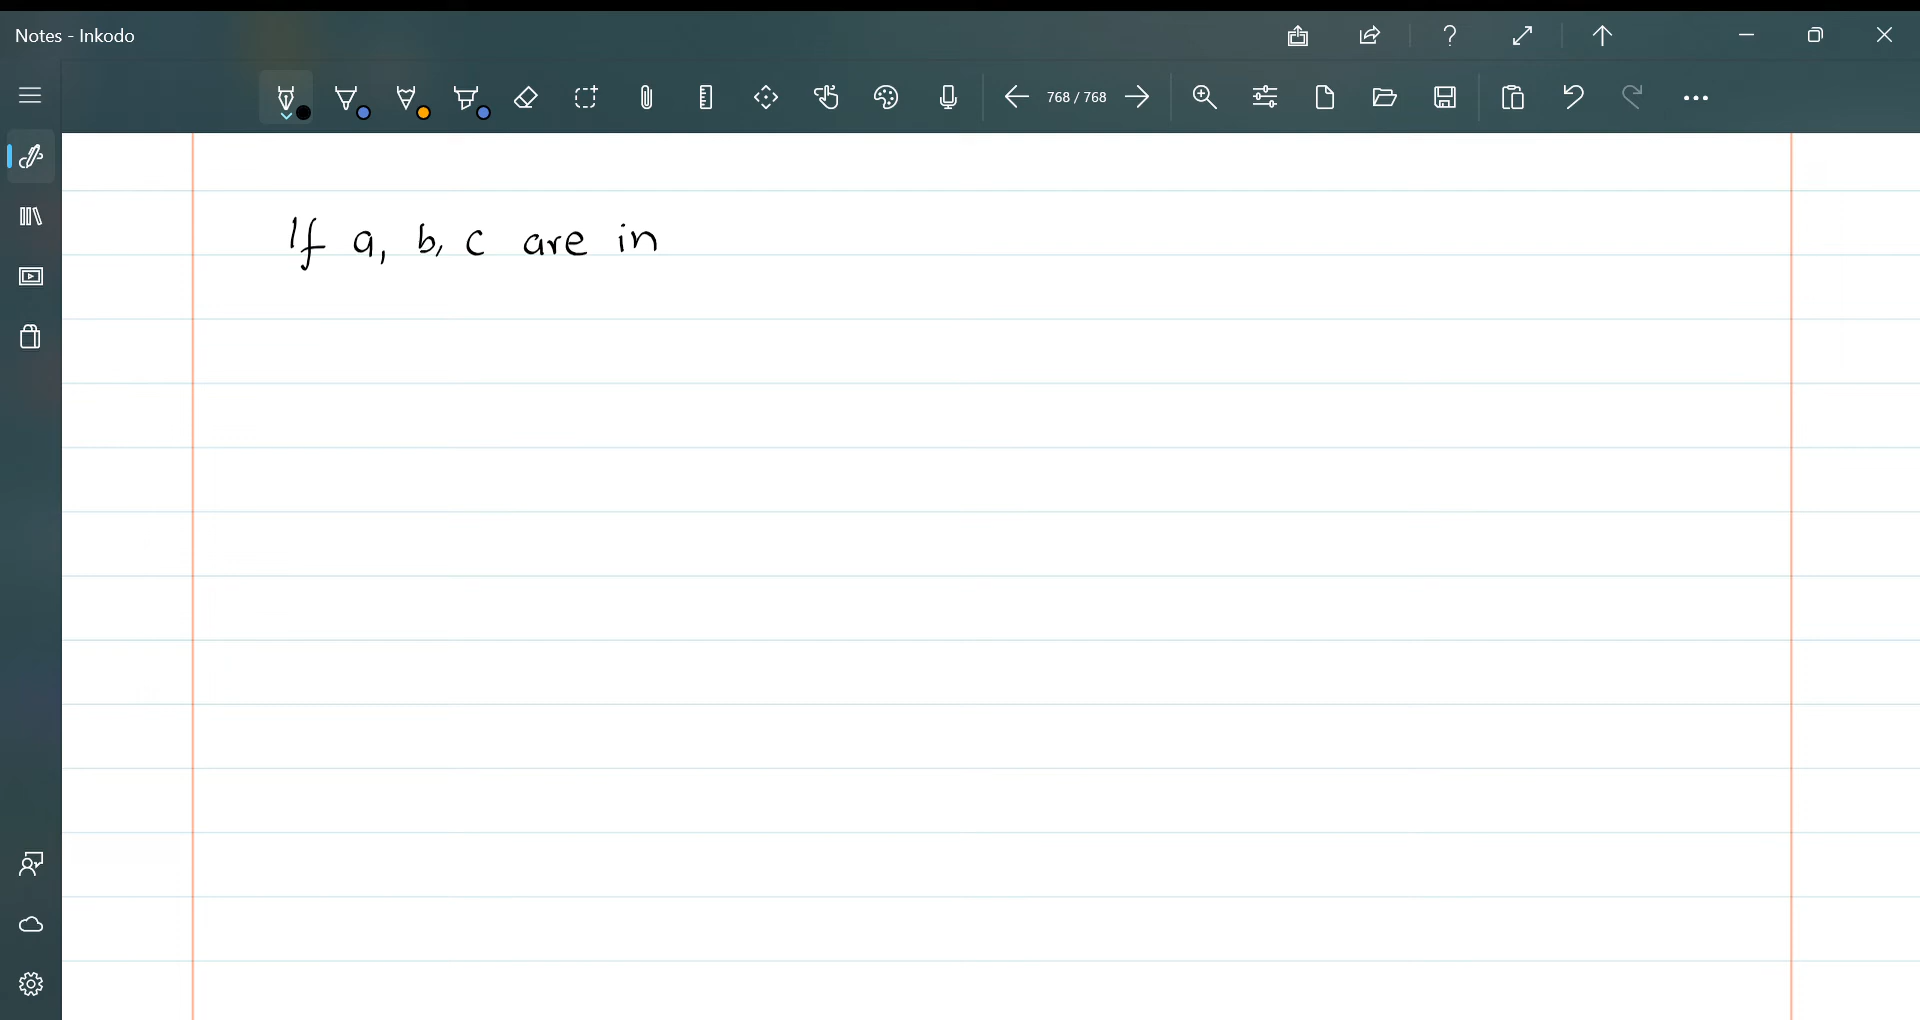 Notes - Inkodo
768 / 768
If a, b, c are in